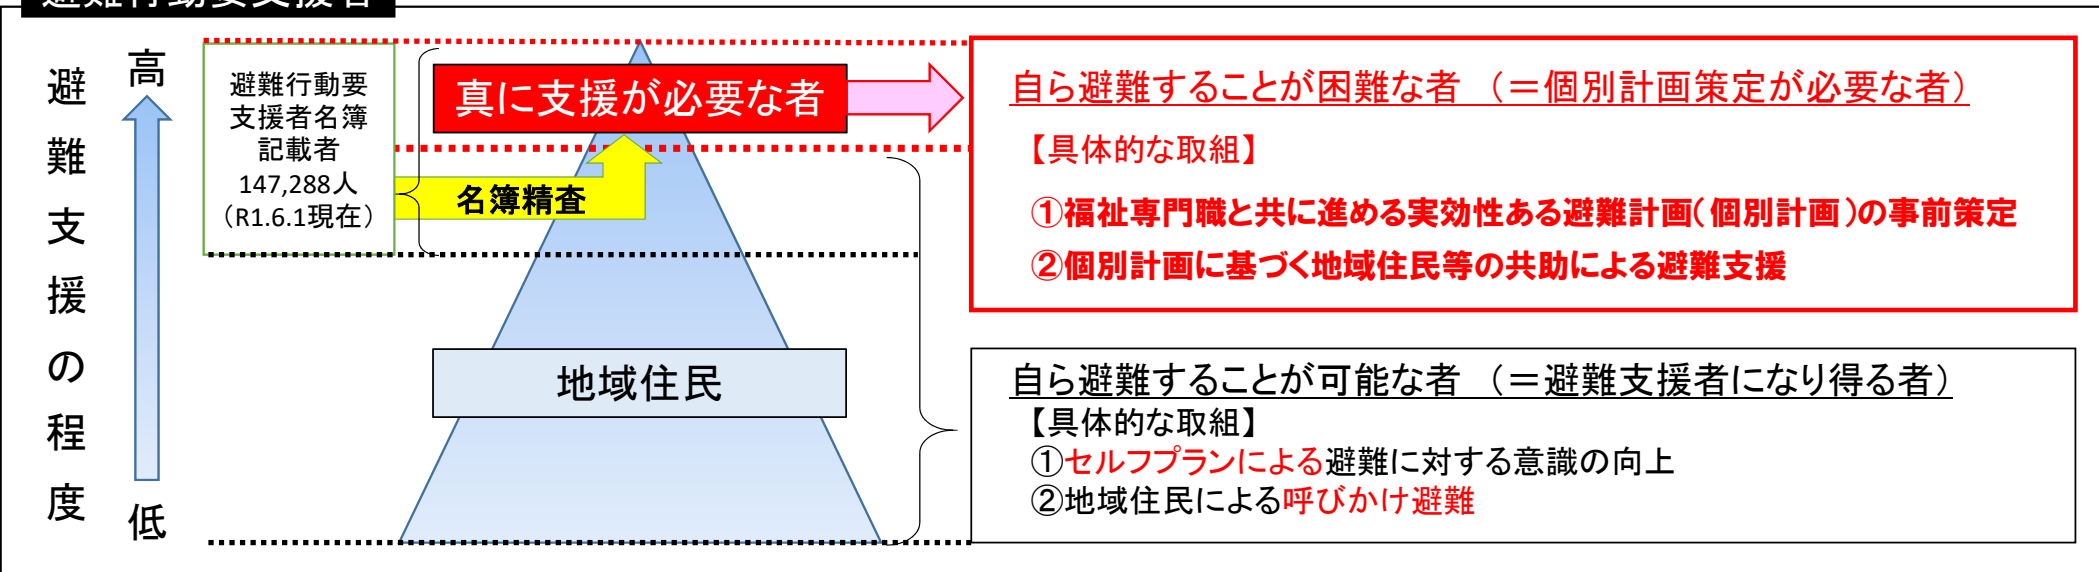 避難行動要支援者
避難支援の程度
高
低
避難行動要
支援者名簿
記載者
147,288人
（R1.6.1現在）
真に支援が必要な者
名簿精査
地域住民
自ら避難することが困難な者　（＝個別計画策定が必要な者）
【具体的な取組】
①福祉専門職と共に進める実効性ある避難計画（個別計画）の事前策定
②個別計画に基づく地域住民等の共助による避難支援
自ら避難することが可能な者　（＝避難支援者になり得る者）
【具体的な取組】
①セルフプランによる避難に対する意識の向上
②地域住民による呼びかけ避難